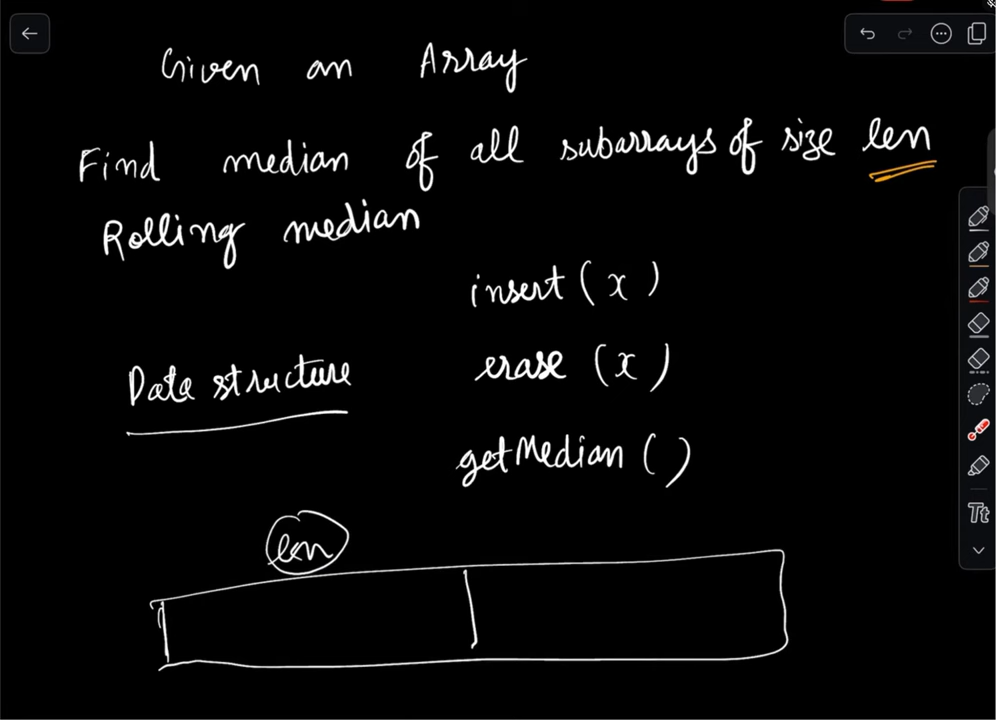 Given an Array
Find median of all subarrays of size len
Rolling median
insert (x)
Data structure
erase (x)
getMedian ()
len
Tt